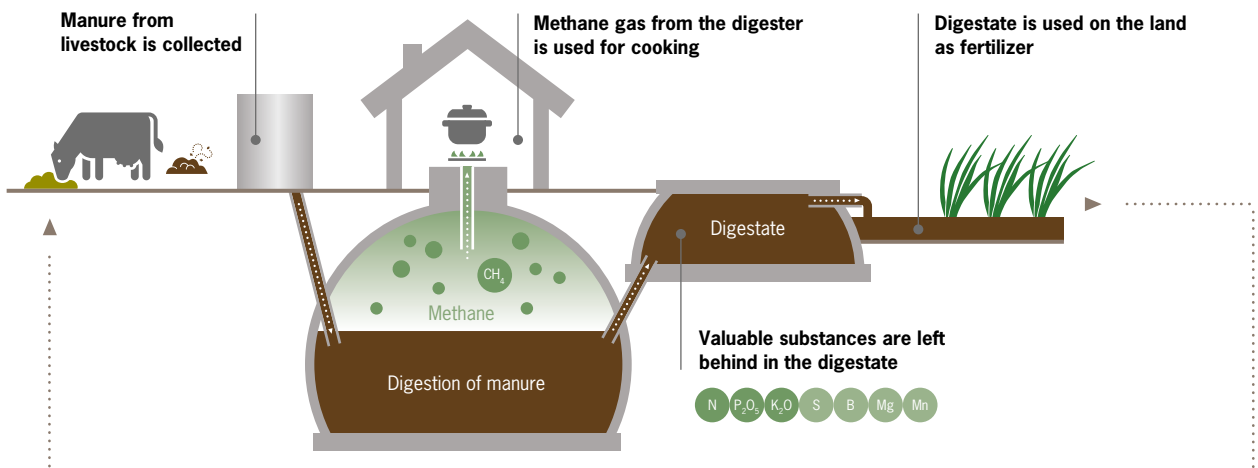 Manure from
livestock is collected
Methane gas from the digester
is used for cooking
Digestate is used on the land
as fertilizer
Digestate
CH₄
Methane
Digestion of manure
Valuable substances are left
behind in the digestate
N P₂O₅ K₂O S B Mg Mn